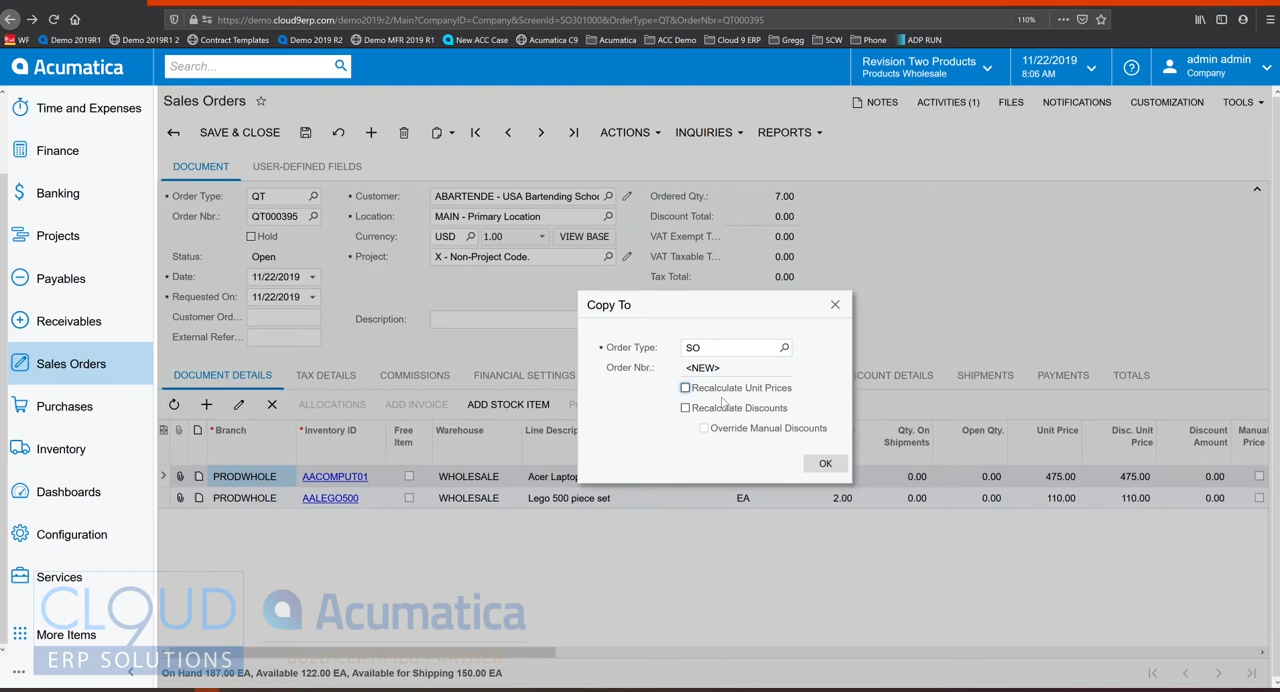 https://demo.cloud9erp.com/demo2019r2/Main?CompanyID=Company&ScreenId=SO301000&OrderType=QT&OrderNbr=QT000395
110%
WF Demo 2019R1 Demo 2019R1 2 Contract Templates Demo 2019 R2 Demo MFR 2019 R1 New ACC Case Acumatica C9 Acumatica ACC Demo Cloud 9 ERP Gregg SCW Phone ADP RUN
Acumatica
Search...
Revision Two Products
Products Wholesale
11/22/2019
8:06 AM
admin admin
Company
Time and Expenses
Finance
Banking
Projects
Payables
Receivables
Sales Orders
Purchases
Inventory
Dashboards
Configuration
Services
More Items
Sales Orders
NOTES ACTIVITIES (1) FILES NOTIFICATIONS CUSTOMIZATION TOOLS
SAVE & CLOSE ACTIONS INQUIRIES REPORTS
DOCUMENT USER-DEFINED FIELDS
Order Type: QT Customer: ABARTENDE - USA Bartending Schoo Ordered Qty.: 7.00
Order Nbr.: QT000395 Location: MAIN - Primary Location Discount Total: 0.00
Hold Currency: USD 1.00 VIEW BASE VAT Exempt T... 0.00
Status: Open Project: X - Non-Project Code. VAT Taxable T... 0.00
Date: 11/22/2019 Tax Total: 0.00
Requested On: 11/22/2019
Customer Ord... Description:
External Refer...
Copy To
Order Type: SO
Order Nbr.: <NEW>
Recalculate Unit Prices
Recalculate Discounts
Override Manual Discounts
OK
DOCUMENT DETAILS TAX DETAILS COMMISSIONS FINANCIAL SETTINGS COUNT DETAILS SHIPMENTS PAYMENTS TOTALS
ALLOCATIONS ADD INVOICE ADD STOCK ITEM
Branch Inventory ID Free Item Warehouse Line Descrip Qty. On Shipments Open Qty. Unit Price Disc. Unit Price Discount Amount Manual Price
PRODWHOLE AACOMPUT01 WHOLESALE Acer Laptop 0.00 0.00 475.00 475.00 0.00
PRODWHOLE AALEGO500 WHOLESALE Lego 500 piece set EA 2.00 0.00 0.00 110.00 110.00 0.00
CLOUD9
ERP SOLUTIONS
Acumatica
GOLD CERTIFIED PARTNER
On Hand 187.00 EA, Available 122.00 EA, Available for Shipping 150.00 EA